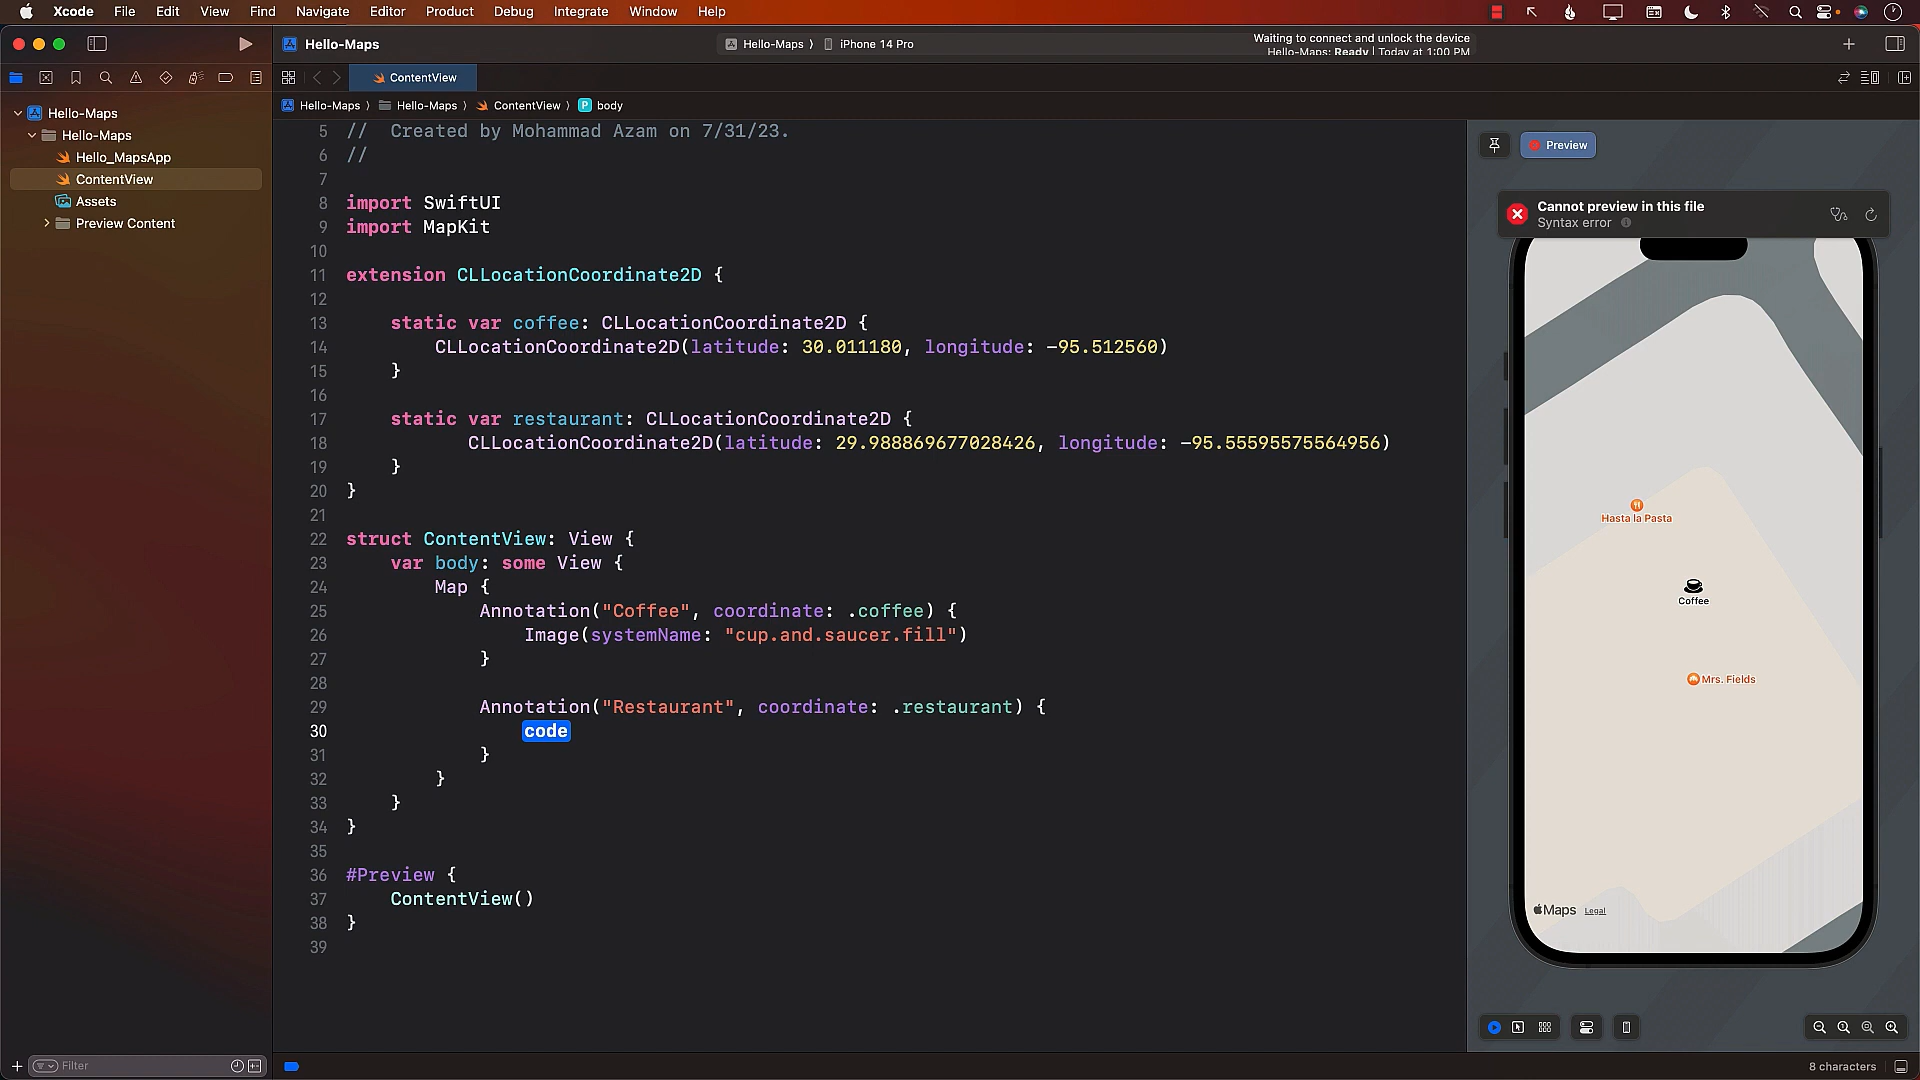 Xcode File Edit View Find Navigate Editor Product Debug Integrate Window Help
Hello-Maps
Hello-Maps ⟩ iPhone 14 Pro
Waiting to connect and unlock the device
Hello-Maps: Ready | Today at 1:00 PM
ContentView
Hello-Maps ⟩ Hello-Maps ⟩ ContentView ⟩ P body
Hello-Maps
Hello-Maps
Hello_MapsApp
ContentView
Assets
Preview Content
5 //  Created by Mohammad Azam on 7/31/23.
6 //
7
8 import SwiftUI
9 import MapKit
10
11 extension CLLocationCoordinate2D {
12
13     static var coffee: CLLocationCoordinate2D {
14         CLLocationCoordinate2D(latitude: 30.011180, longitude: -95.512560)
15     }
16
17     static var restaurant: CLLocationCoordinate2D {
18            CLLocationCoordinate2D(latitude: 29.988869677028426, longitude: -95.55595575564956)
19     }
20 }
21
22 struct ContentView: View {
23     var body: some View {
24         Map {
25             Annotation("Coffee", coordinate: .coffee) {
26                 Image(systemName: "cup.and.saucer.fill")
27             }
28
29             Annotation("Restaurant", coordinate: .restaurant) {
30                 code
31             }
32         }
33     }
34 }
35
36 #Preview {
37     ContentView()
38 }
39
Preview
Cannot preview in this file
Syntax error
Hasta la Pasta
Coffee
Mrs. Fields
Maps Legal
Filter
8 characters